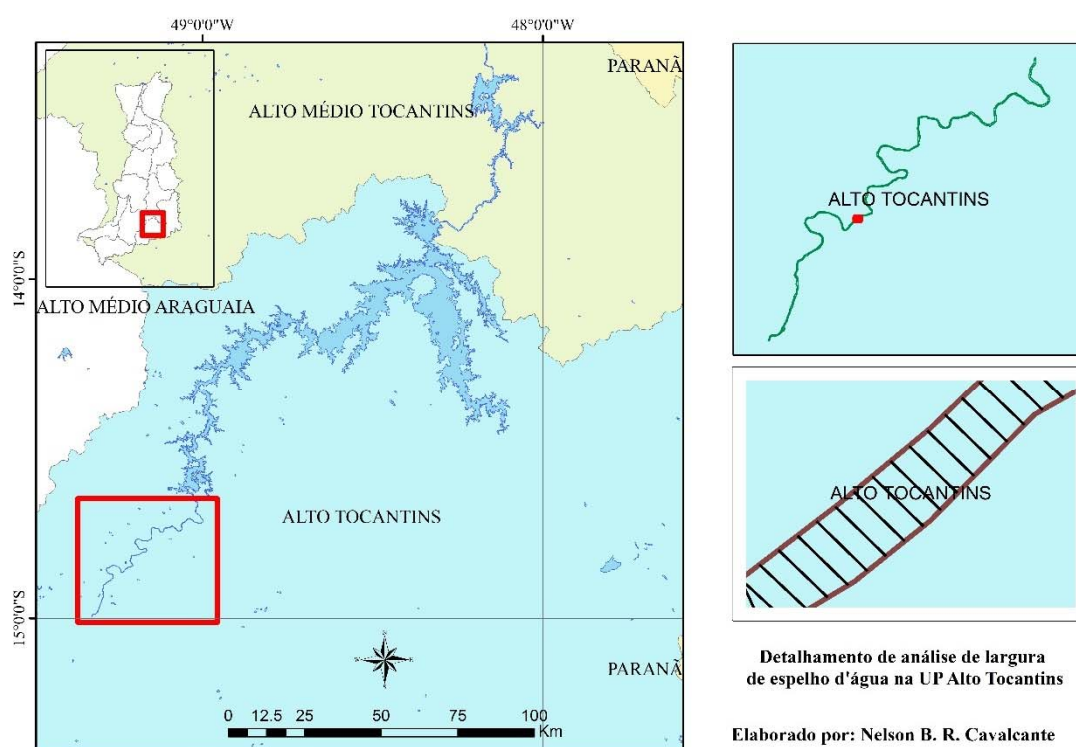 49°0'0"W
48°0'0"W
PARANÃ
ALTO MÉDIO TOCANTINS
14°0'0"S
ALTO MÉDIO ARAGUAIA
ALTO TOCANTINS
15°0'0"S
PARANÃ
0 12.5 25 50 75 100
Km
ALTO TOCANTINS
ALTO TOCANTINS
Detalhamento de análise de largura
de espelho d'água na UP Alto Tocantins
Elaborado por: Nelson B. R. Cavalcante